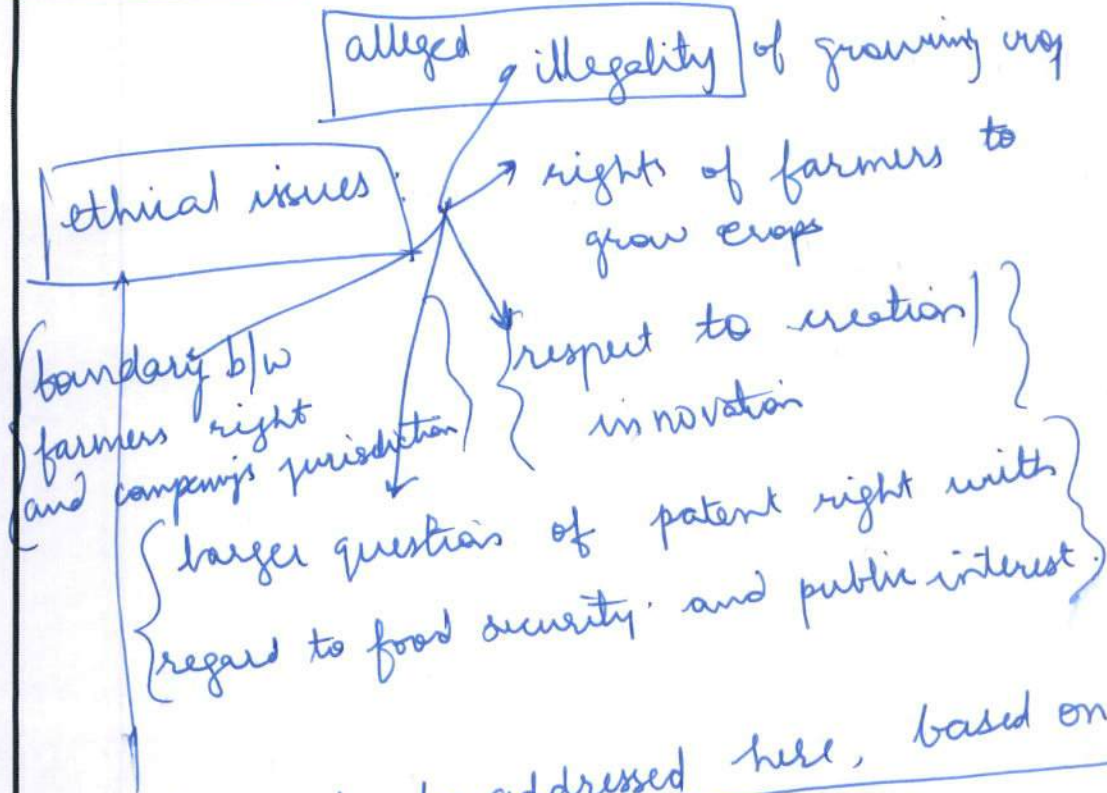 alleged illegality of growing crop
ethical issues :
rights of farmers to
grow crops
respect to creation /
innovation
boundary b/w
farmers right
and company's jurisdiction
larger question of patent right with
regard to food security and public interest.
addressed here, based on